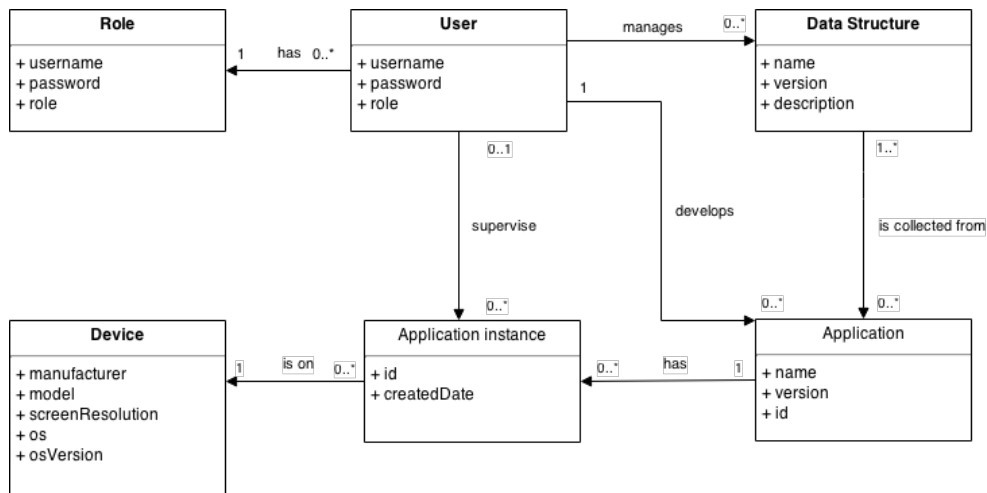 Role
+ username
+ password
+ role
1
has
0..*
User
+ username
+ password
+ role
manages
0..*
Data Structure
+ name
+ version
+ description
1
0..1
supervise
0..*
develops
0..*
1..*
is collected from
0..*
Device
+ manufacturer
+ model
+ screenResolution
+ os
+ osVersion
1
is on
0..*
Application instance
+ id
+ createdDate
0..*
has
1
Application
+ name
+ version
+ id